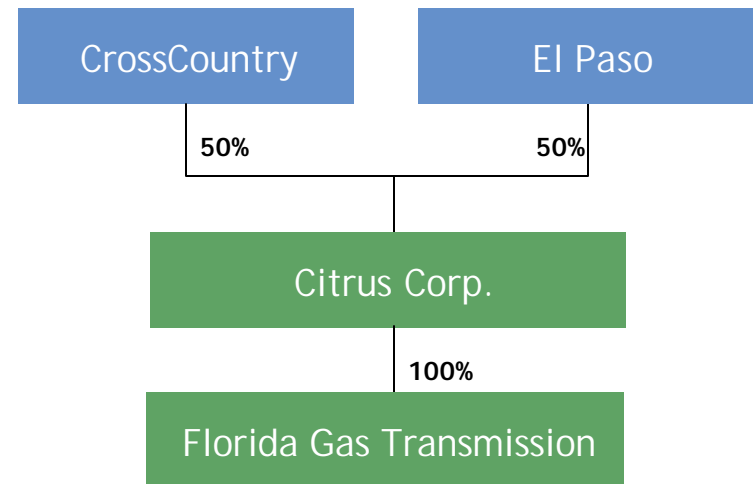 CrossCountry
El Paso
50%
50%
Citrus Corp.
100%
Florida Gas Transmission